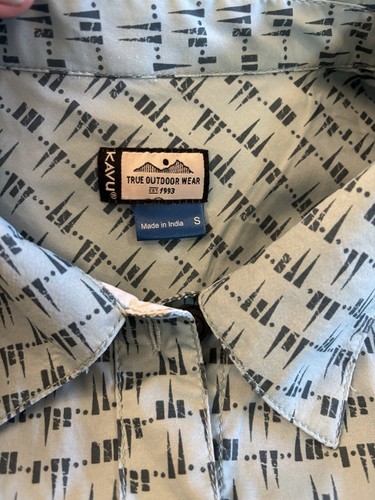 KAVU®
TRUE OUTDOOR WEAR
EST. 1993
Made in India S